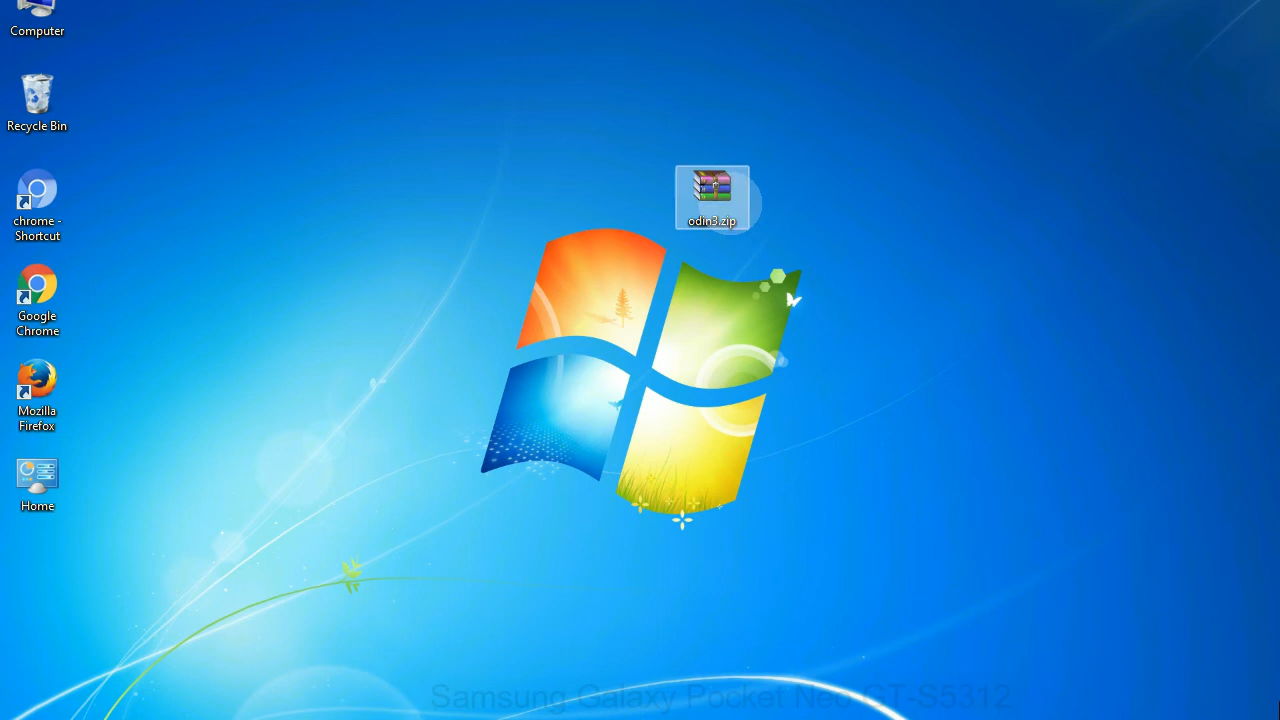 Computer
Recycle Bin
chrome -
Shortcut
Google
Chrome
Mozilla
Firefox
Home
odin3.zip
Samsung Galaxy Pocket Neo GT-S5312